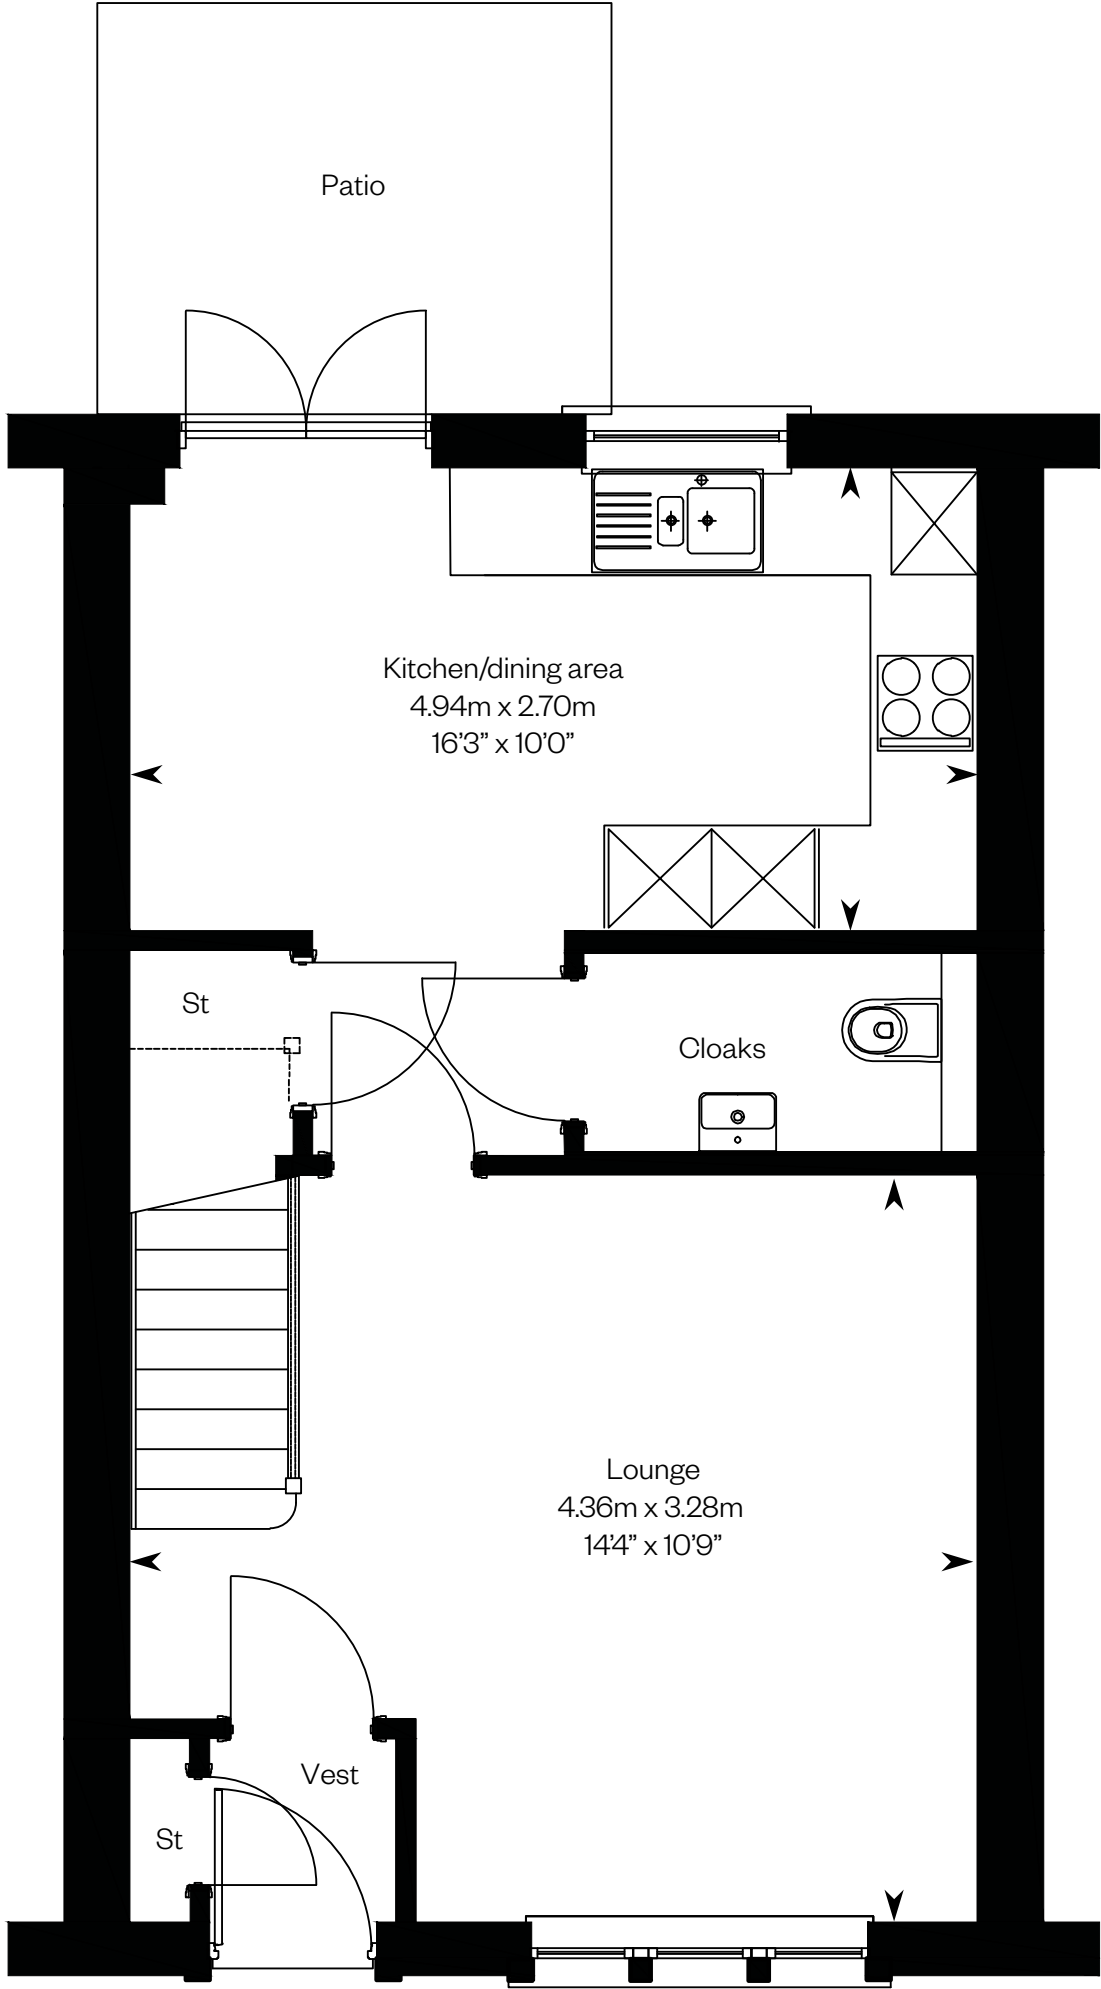 Patio
Kitchen/dining area
4.94m x 2.70m
16'3” x 10'0”
St
Cloaks
Lounge
4.36m x 3.28m
14'4” x 10'9”
Vest
St